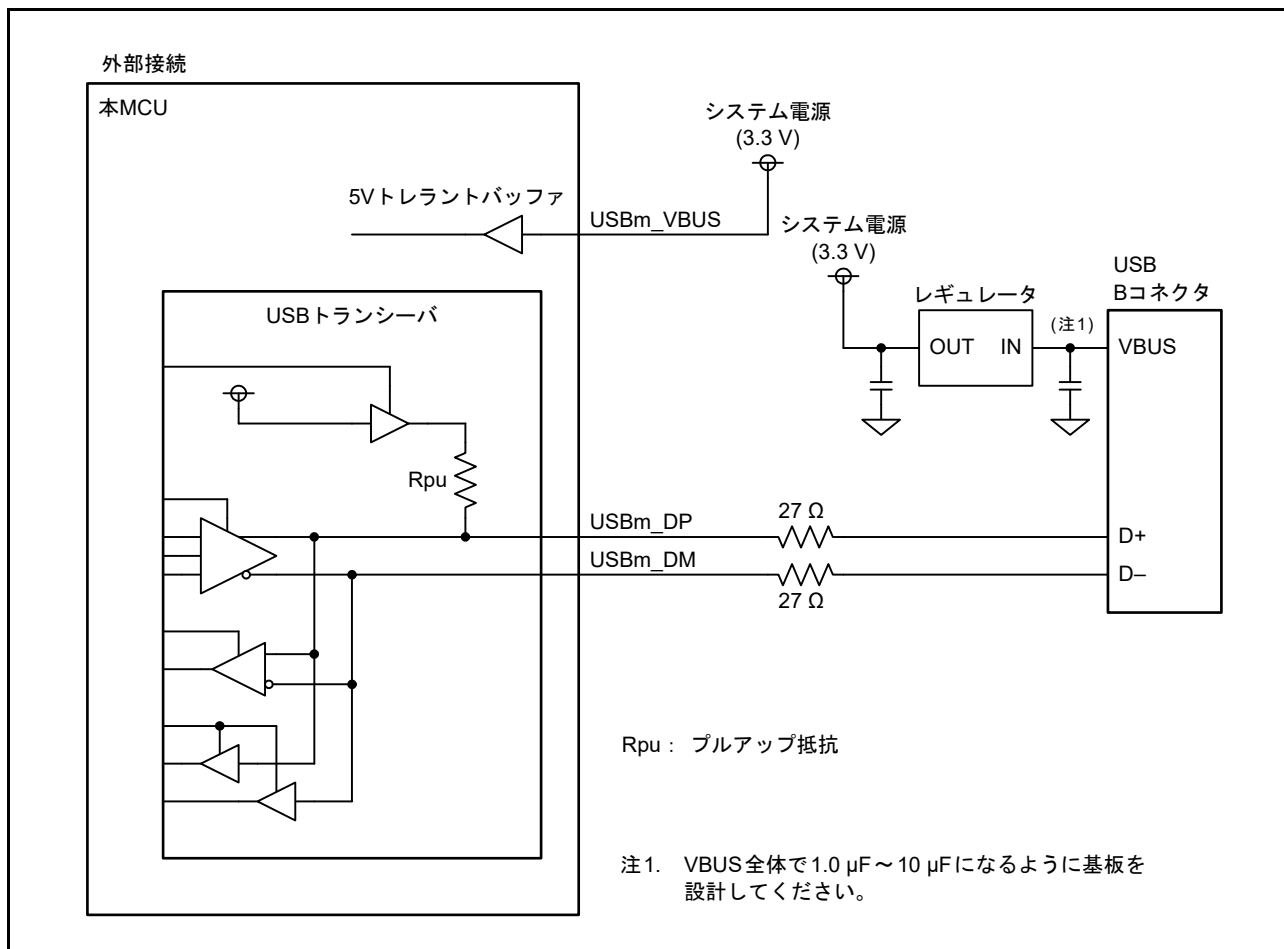 外部接続
本MCU
システム電源
(3.3 V)
5Vトレラントバッファ
USBm_VBUS
システム電源
(3.3 V)
USB
Bコネクタ
レギュレータ
(注1)
OUT IN
VBUS
USBトランシーバ
Rpu
USBm_DP
27 Ω
D+
USBm_DM
27 Ω
D–
Rpu： プルアップ抵抗
注1. VBUS全体で1.0 µF～10 µFになるように基板を
設計してください。